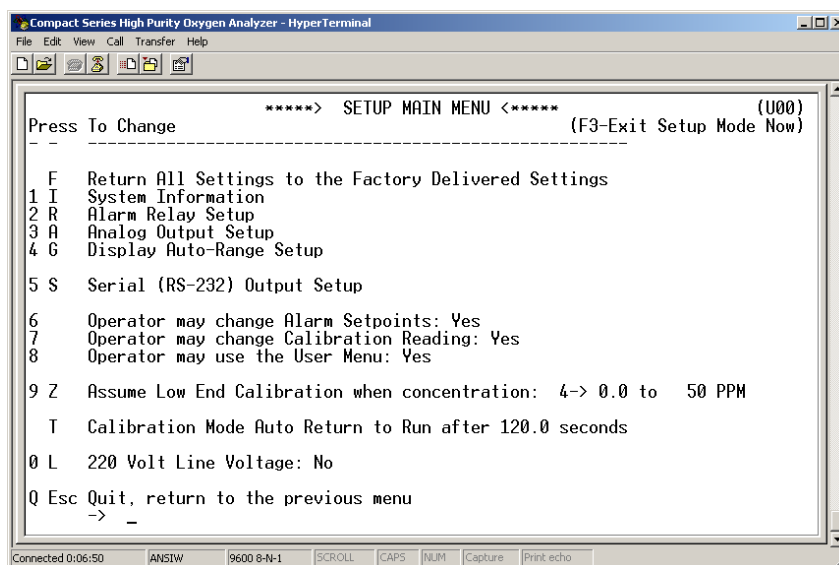 Compact Series High Purity Oxygen Analyzer - HyperTerminal
File Edit View Call Transfer Help
*****> SETUP MAIN MENU <***** (U00)
Press To Change (F3-Exit Setup Mode Now)
- - -------------------------------------------------------
F Return All Settings to the Factory Delivered Settings
1 I System Information
2 R Alarm Relay Setup
3 A Analog Output Setup
4 G Display Auto-Range Setup
5 S Serial (RS-232) Output Setup
6 Operator may change Alarm Setpoints: Yes
7 Operator may change Calibration Reading: Yes
8 Operator may use the User Menu: Yes
9 Z Assume Low End Calibration when concentration: 4-> 0.0 to 50 PPM
T Calibration Mode Auto Return to Run after 120.0 seconds
0 L 220 Volt Line Voltage: No
Q Esc Quit, return to the previous menu
-> _
Connected 0:06:50 ANSIW 9600 8-N-1 SCROLL CAPS NUM Capture Print echo